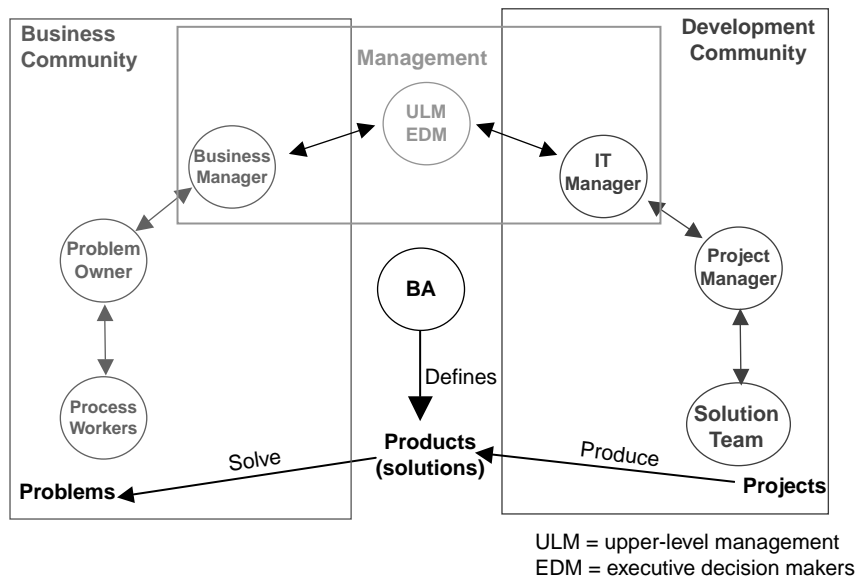 Business
Community
Development
Community
Management
ULM
EDM
Business
Manager
IT
Manager
Problem
Owner
Project
Manager
BA
Defines
Process
Workers
Solution
Team
Products
(solutions)
Solve
Produce
Problems
Projects
ULM = upper-level management
EDM = executive decision makers